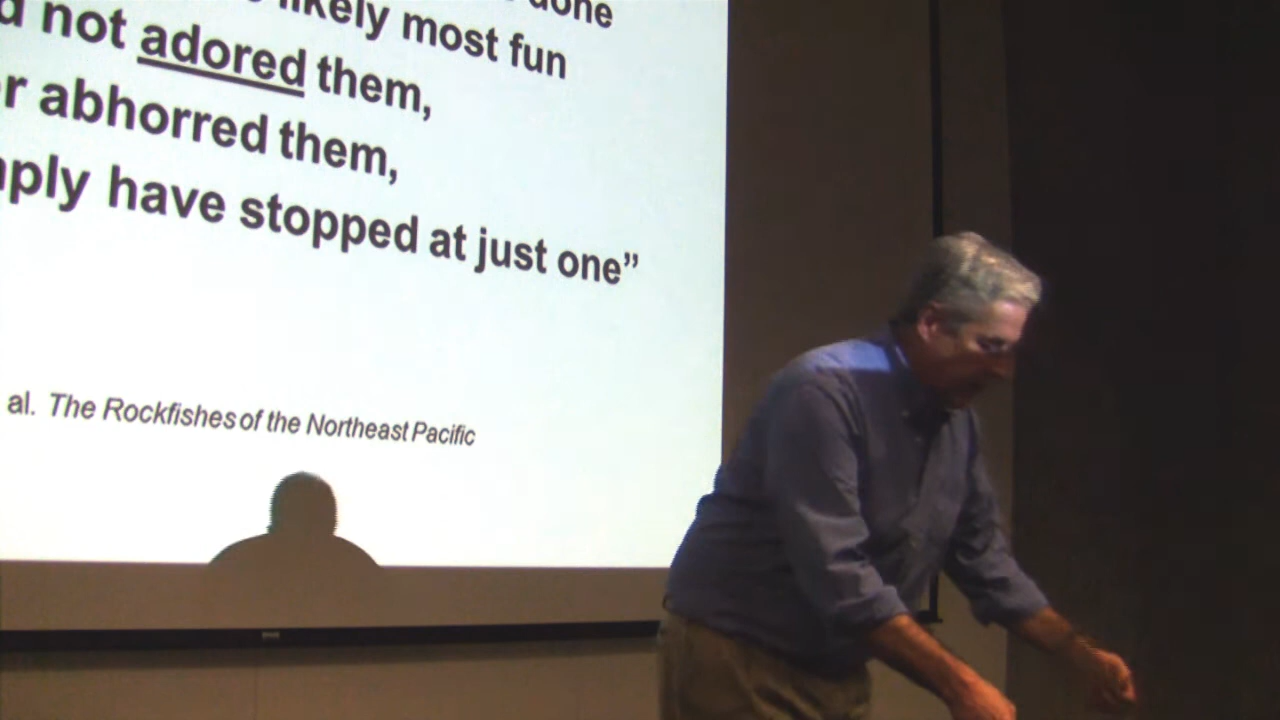 done
likely most fun
not adored them,
abhorred them,
have stopped at just one”
al. The Rockfishes of the Northeast Pacific